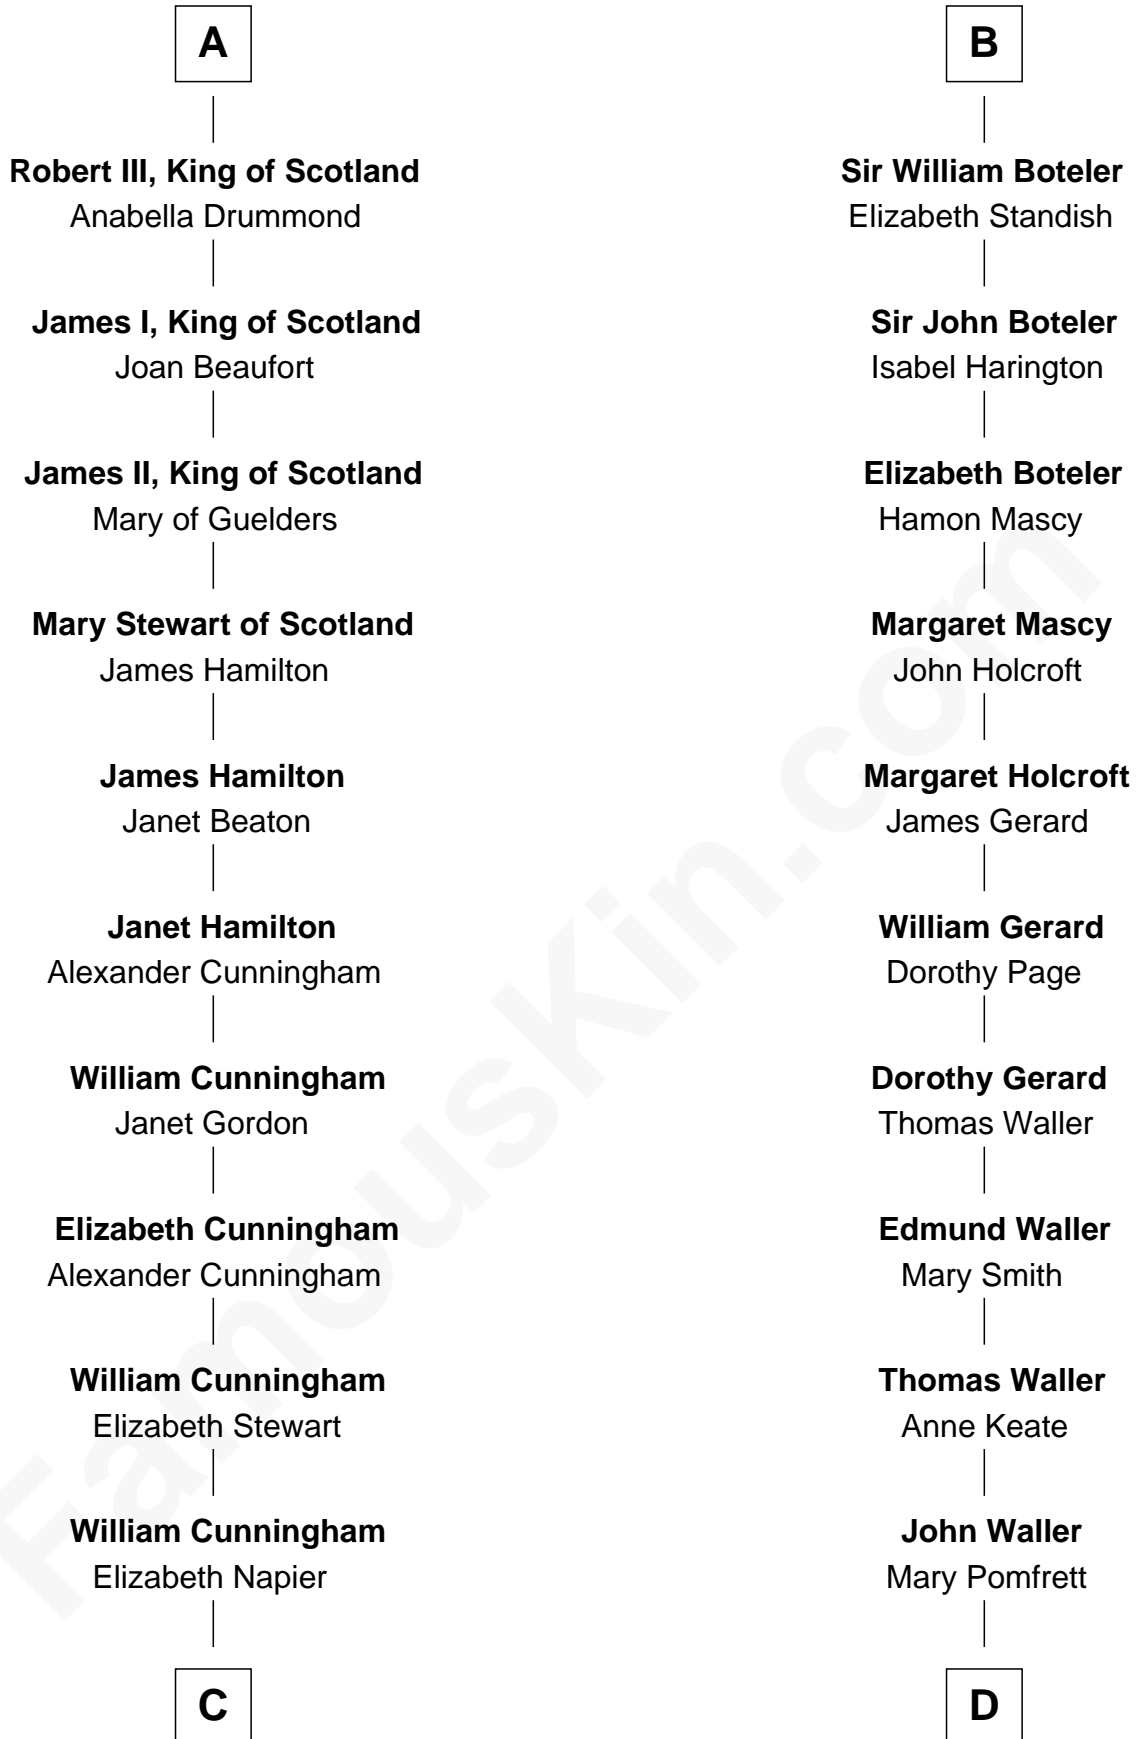 A
Robert III, King of Scotland
Anabella Drummond
James I, King of Scotland
Joan Beaufort
James II, King of Scotland
Mary of Guelders
Mary Stewart of Scotland
James Hamilton
James Hamilton
Janet Beaton
Janet Hamilton
Alexander Cunningham
William Cunningham
Janet Gordon
Elizabeth Cunningham
Alexander Cunningham
William Cunningham
Elizabeth Stewart
William Cunningham
Elizabeth Napier
C
B
Sir William Boteler
Elizabeth Standish
Sir John Boteler
Isabel Harington
Elizabeth Boteler
Hamon Mascy
Margaret Mascy
John Holcroft
Margaret Holcroft
James Gerard
William Gerard
Dorothy Page
Dorothy Gerard
Thomas Waller
Edmund Waller
Mary Smith
Thomas Waller
Anne Keate
John Waller
Mary Pomfrett
D
FamousKin.com